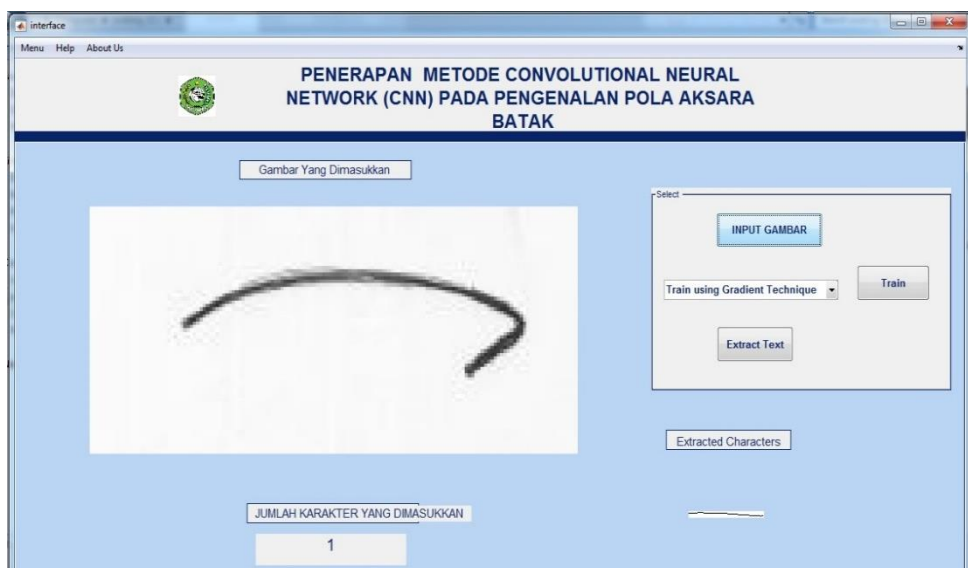 interface
Menu Help About Us
PENERAPAN METODE CONVOLUTIONAL NEURAL
NETWORK (CNN) PADA PENGENALAN POLA AKSARA
BATAK
Gambar Yang Dimasukkan
Select
INPUT GAMBAR
Train using Gradient Technique
Train
Extract Text
Extracted Characters
JUMLAH KARAKTER YANG DIMASUKKAN
1